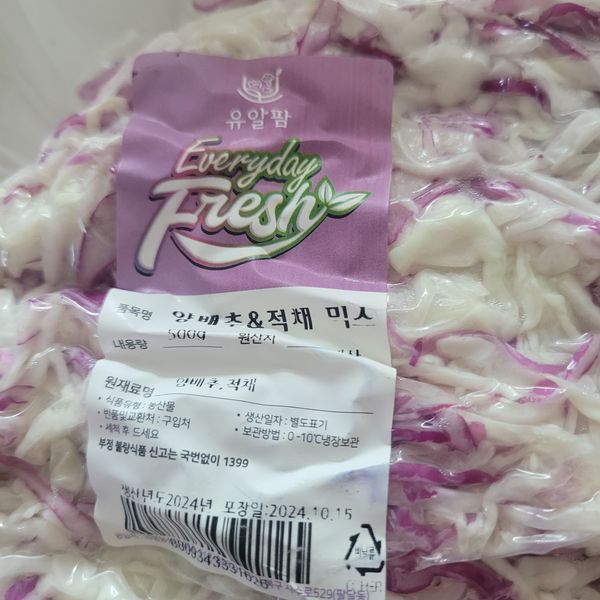 유알팜
Everyday
Fresh
품목명 양배추&적채 믹스
내용량 500g 원산지
원재료명 양배추,적채
· 식품유형 : 농산물
· 생산일자 : 별도표기
· 반품및교환처 : 구입처
· 보관방법 : 0~10℃냉장보관
· 세척 후 드세요
부정 불량식품 신고는 국번없이 1399
생산년도2024년 포장일:2024.10.15
비닐류
529(팔달동)